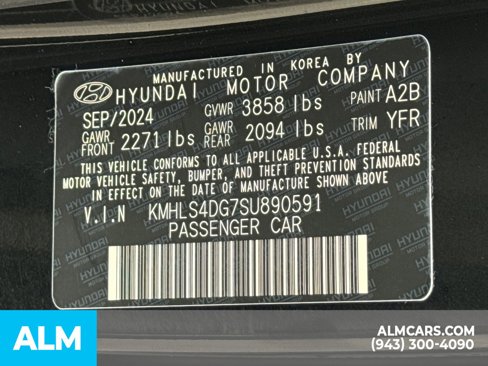 MANUFACTURED IN KOREA BY
HYUNDAI MOTOR COMPANY
SEP/2024 GVWR 3858 lbs PAINT A2B
GAWR FRONT 2271 lbs GAWR REAR 2094 lbs TRIM YFR
THIS VEHICLE CONFORMS TO ALL APPLICABLE U.S.A. FEDERAL
MOTOR VEHICLE SAFETY, BUMPER, AND THEFT PREVENTION STANDARDS
IN EFFECT ON THE DATE OF MANUFACTURE SHOWN ABOVE.
V.I.N KMHLS4DG7SU890591
PASSENGER CAR
ALM
ALMCARS.COM
(943) 300-4090